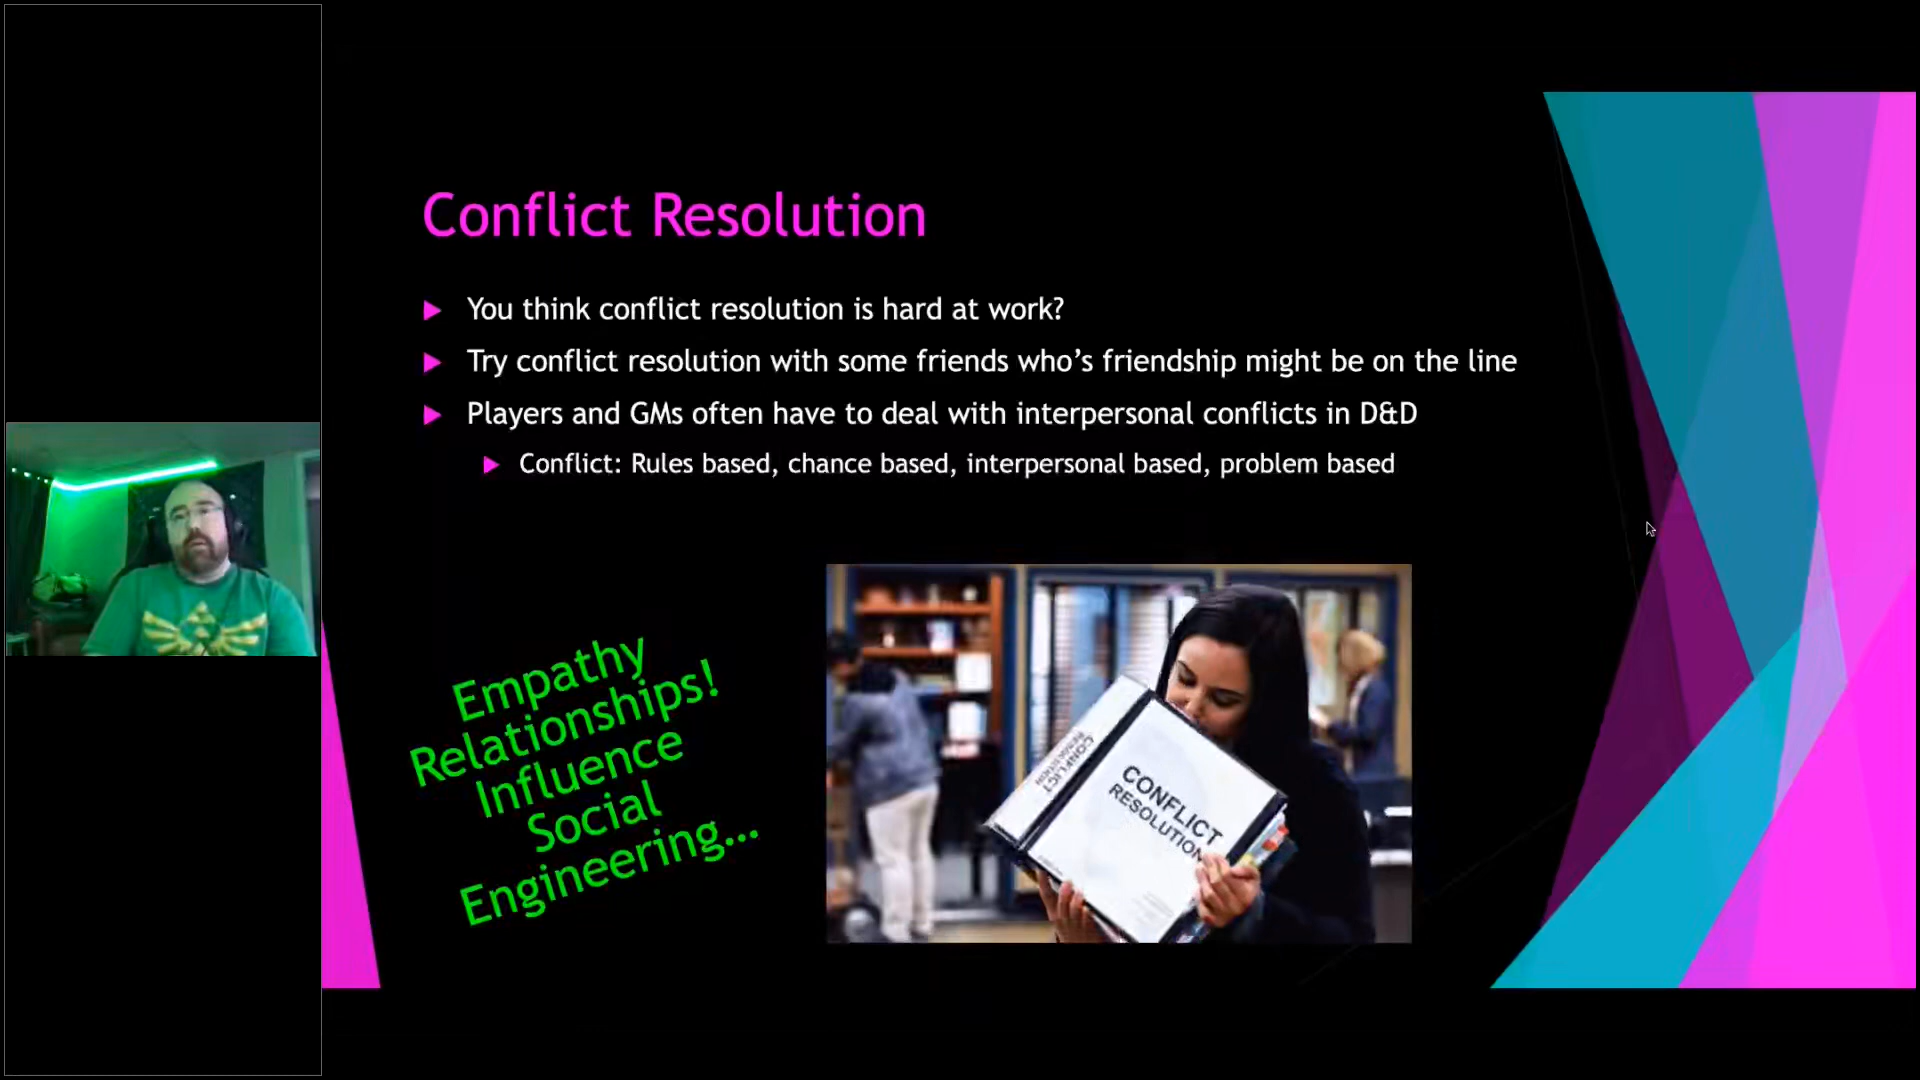 Conflict Resolution
You think conflict resolution is hard at work?
Try conflict resolution with some friends who’s friendship might be on the line
Players and GMs often have to deal with interpersonal conflicts in D&D
Conflict: Rules based, chance based, interpersonal based, problem based
Empathy
Relationships!
Influence
Social
Engineering...
CONFLICT
RESOLUTION
CONFLICT
RESOLUTION